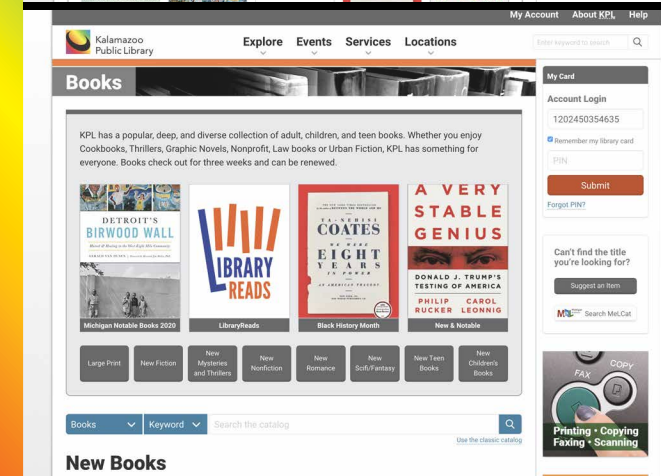 My Account About KPL Help
Kalamazoo
Public Library
Explore Events Services Locations
Enter keyword to search
Books
KPL has a popular, deep, and diverse collection of adult, children, and teen books. Whether you enjoy
Cookbooks, Thrillers, Graphic Novels, Nonprofit, Law books or Urban Fiction, KPL has something for
everyone. Books check out for three weeks and can be renewed.
DETROIT'S
BIRWOOD WALL
Michigan Notable Books 2020
LIBRARY
READS
LibraryReads
TA-NEHISI
COATES
WE WERE
EIGHT
YEARS
IN POWER
AN AMERICAN TRAGEDY
Black History Month
A VERY
STABLE
GENIUS
DONALD J. TRUMP'S
TESTING OF AMERICA
PHILIP CAROL
RUCKER LEONNIG
New & Notable
Large Print
New Fiction
New
Mysteries
and Thrillers
New
Nonfiction
New
Romance
New
Scifi/Fantasy
New Teen
Books
New
Children's
Books
Books Keyword Search the catalog
Use the classic catalog
New Books
My Card
Account Login
1202450354635
Remember my library card
PIN
Submit
Forgot PIN?
Can't find the title
you're looking for?
Suggest an Item
Search MeLCat
COPY
FAX
Printing • Copying
Faxing • Scanning